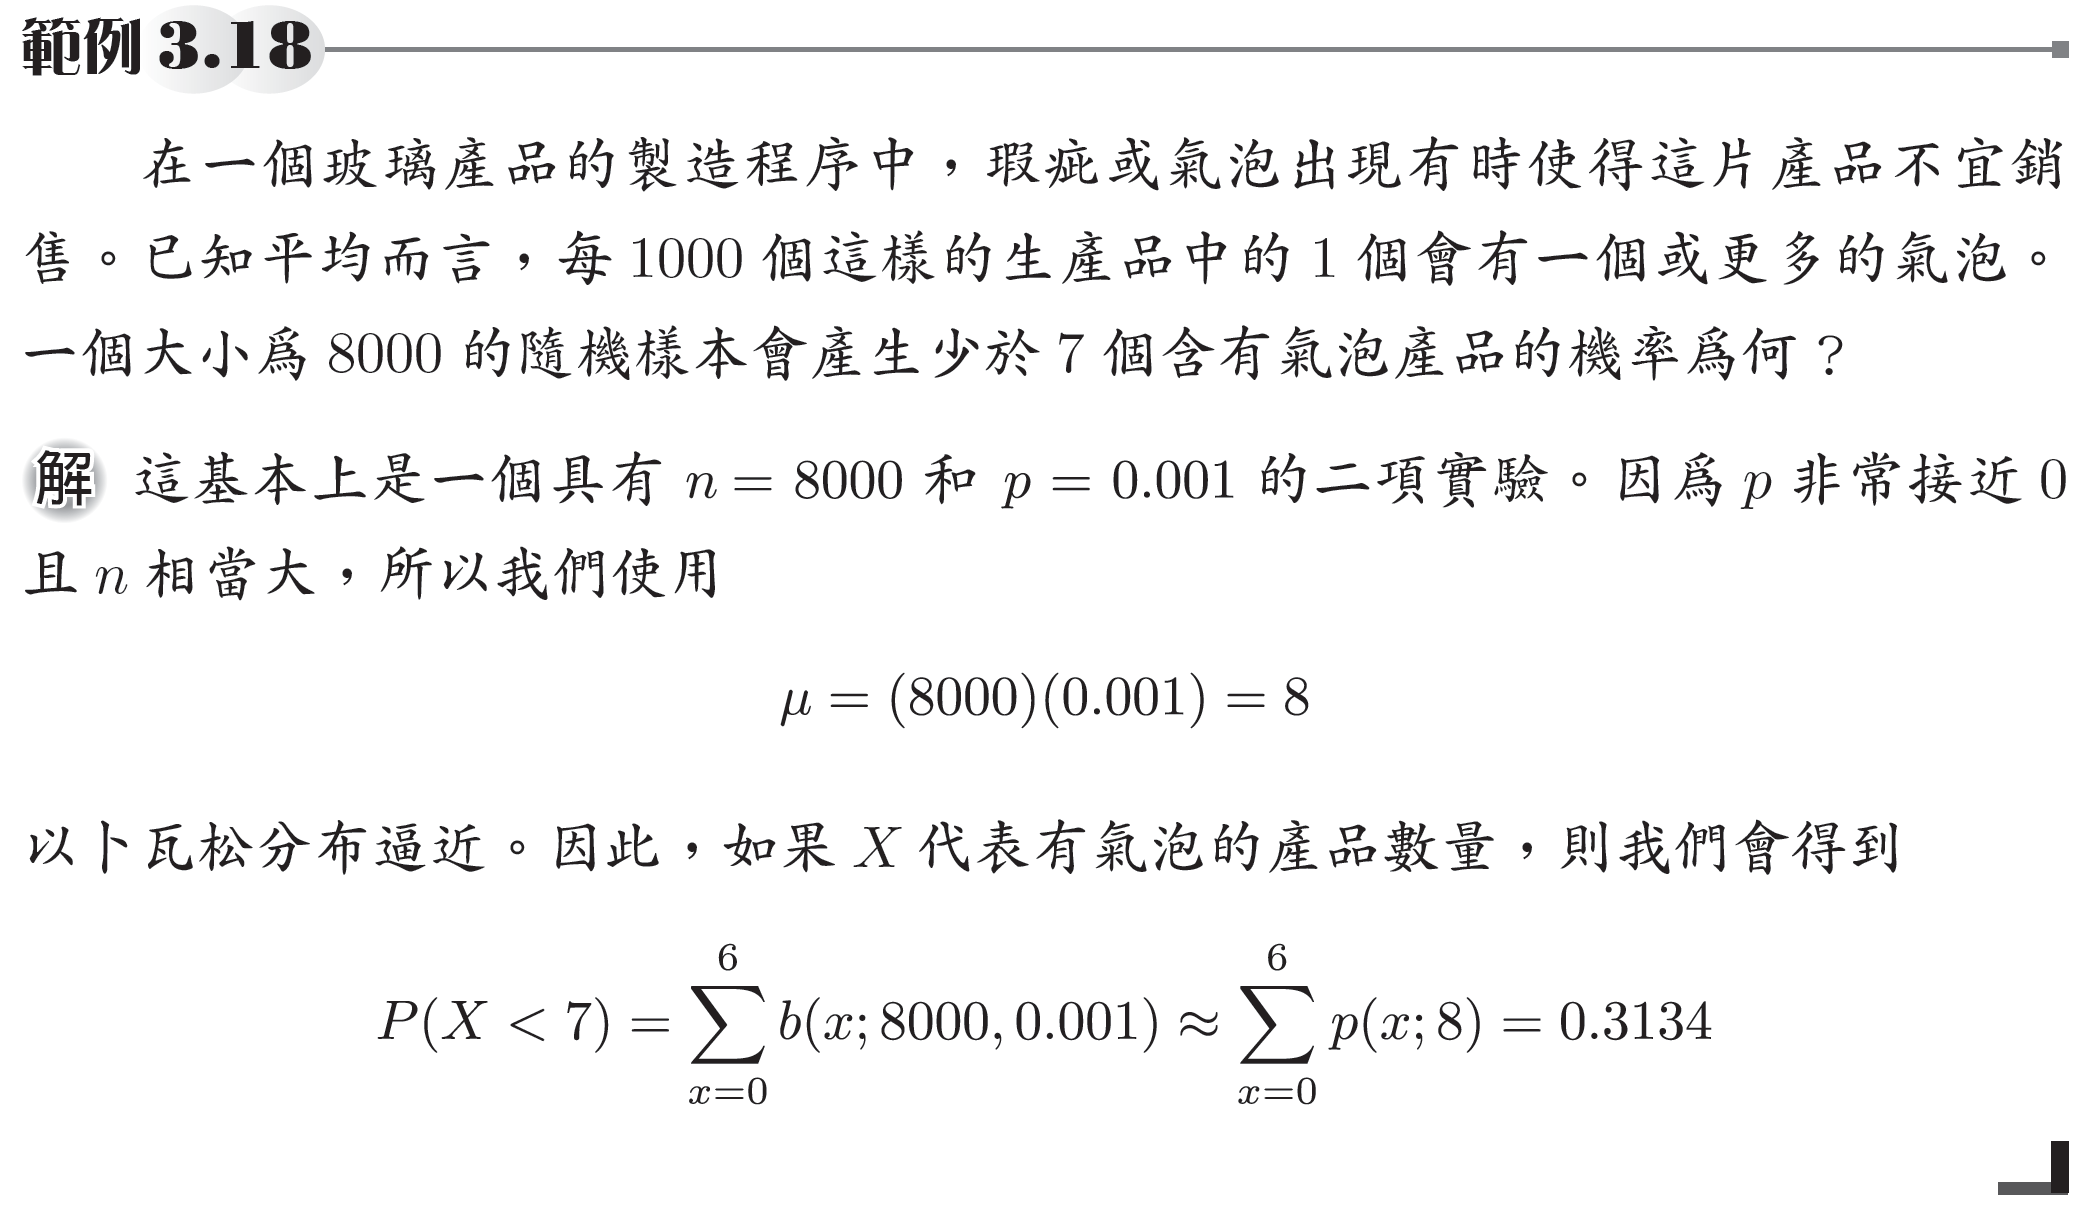 範例 3.18
在一個玻璃產品的製造程序中，瑕疵或氣泡出現有時使得這片產品不宜銷
售。已知平均而言，每 1000 個這樣的生產品中的 1 個會有一個或更多的氣泡。
一個大小為 8000 的隨機樣本會產生少於 7 個含有氣泡產品的機率為何？
解 這基本上是一個具有 n = 8000 和 p = 0.001 的二項實驗。因為 p 非常接近 0
且 n 相當大，所以我們使用
μ = (8000)(0.001) = 8
以卜瓦松分布逼近。因此，如果 X 代表有氣泡的產品數量，則我們會得到
P(X < 7) = ∑_{x=0}^{6} b(x; 8000, 0.001) ≈ ∑_{x=0}^{6} p(x; 8) = 0.3134